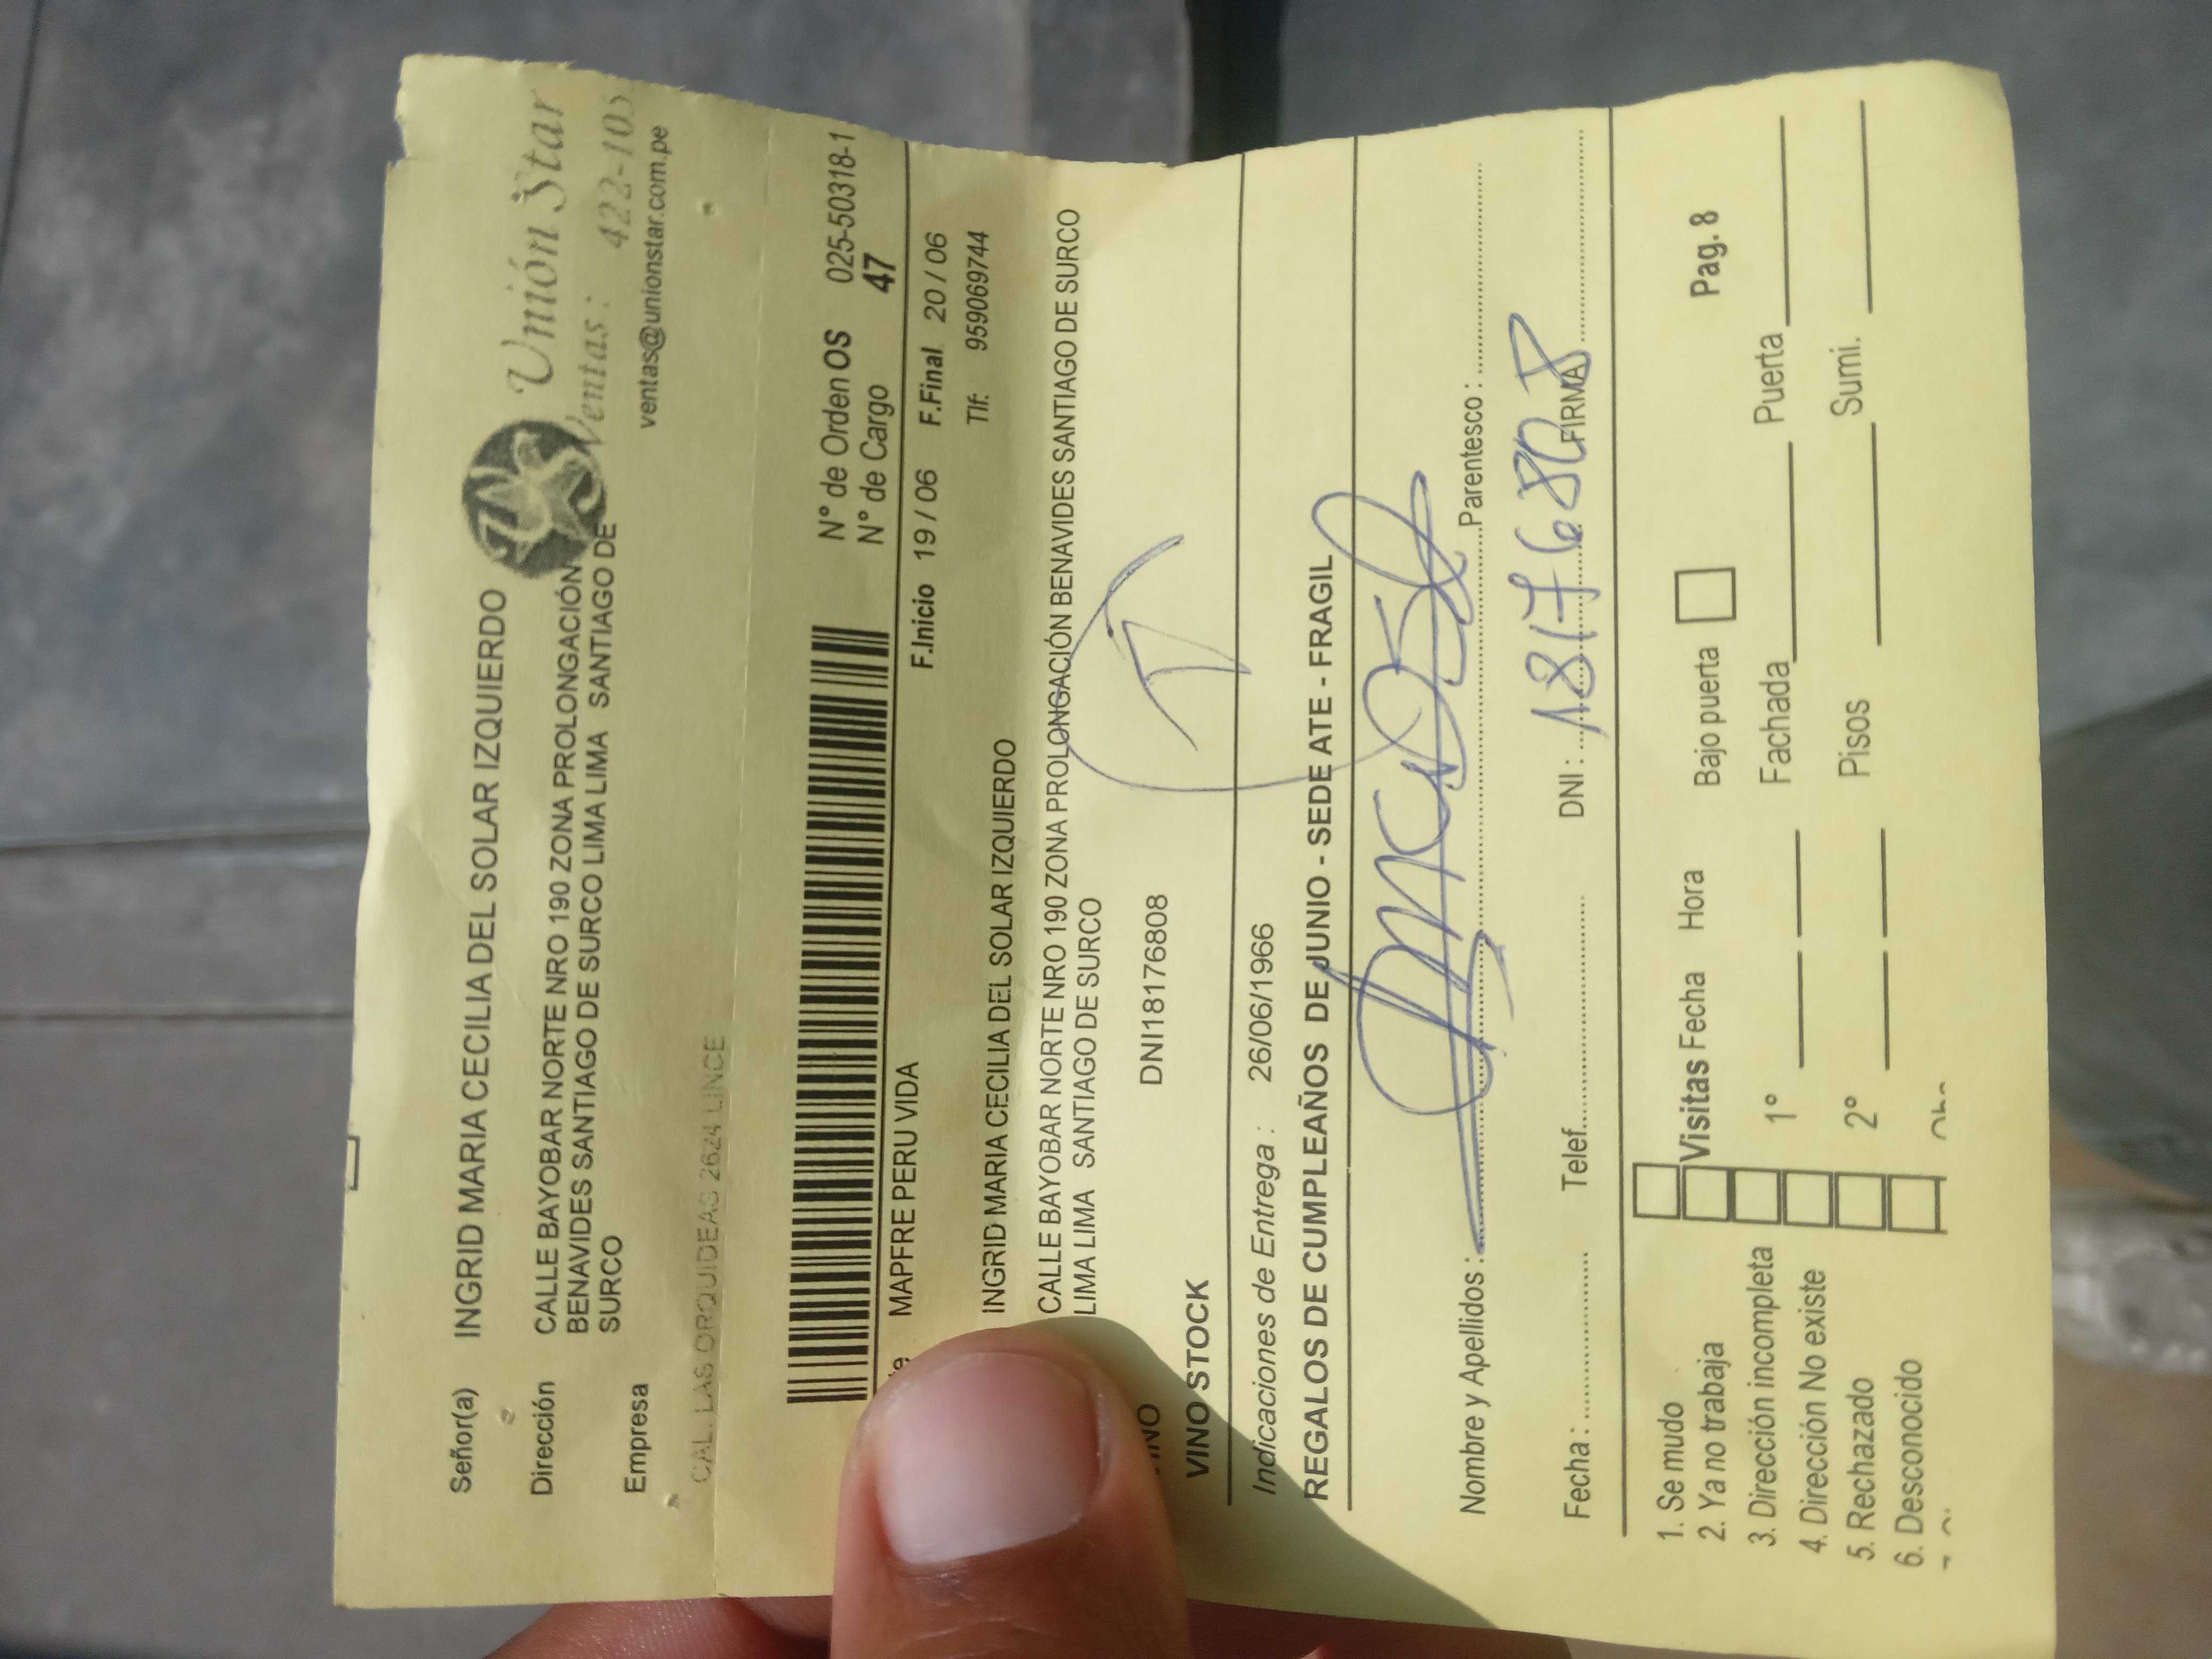 Unión Star
Ventas: 422-105
ventas@unionstar.com.pe
Señor(a) INGRID MARIA CECILIA DEL SOLAR IZQUIERDO
Dirección CALLE BAYOBAR NORTE NRO 190 ZONA PROLONGACIÓN
BENAVIDES SANTIAGO DE SURCO LIMA LIMA SANTIAGO DE
SURCO
Empresa
CAL. LAS ORQUIDEAS 2624 LINCE
N° de Orden OS 025-50318-1
N° de Cargo 47
MAPFRE PERU VIDA
F.Inicio 19 / 06 F.Final 20 / 06
INGRID MARIA CECILIA DEL SOLAR IZQUIERDO Tlf: 959069744
CALLE BAYOBAR NORTE NRO 190 ZONA PROLONGACIÓN BENAVIDES SANTIAGO DE SURCO
LIMA LIMA SANTIAGO DE SURCO
DNI18176808
VINO STOCK
Indicaciones de Entrega : 26/06/1966
REGALOS DE CUMPLEAÑOS DE JUNIO - SEDE ATE - FRAGIL
Nombre y Apellidos : Parentesco :
Fecha : Telef. DNI : 18176808 FIRMA
1. Se mudo
2. Ya no trabaja
3. Dirección incompleta
4. Dirección No existe
5. Rechazado
6. Desconocido
Visitas Fecha Hora Bajo puerta Pag. 8
1° Fachada Puerta
2° Pisos Sumi.